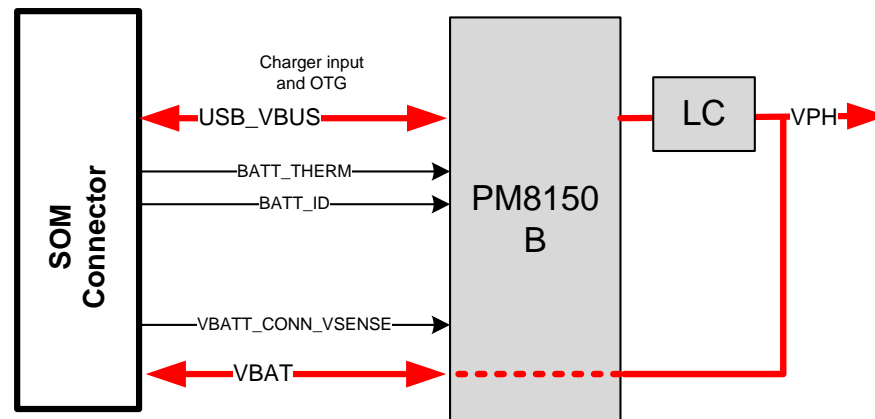 Charger input
and OTG
USB_VBUS
BATT_THERM
BATT_ID
VBATT_CONN_VSENSE
VBAT
SOM
Connector
PM8150
B
LC
VPH